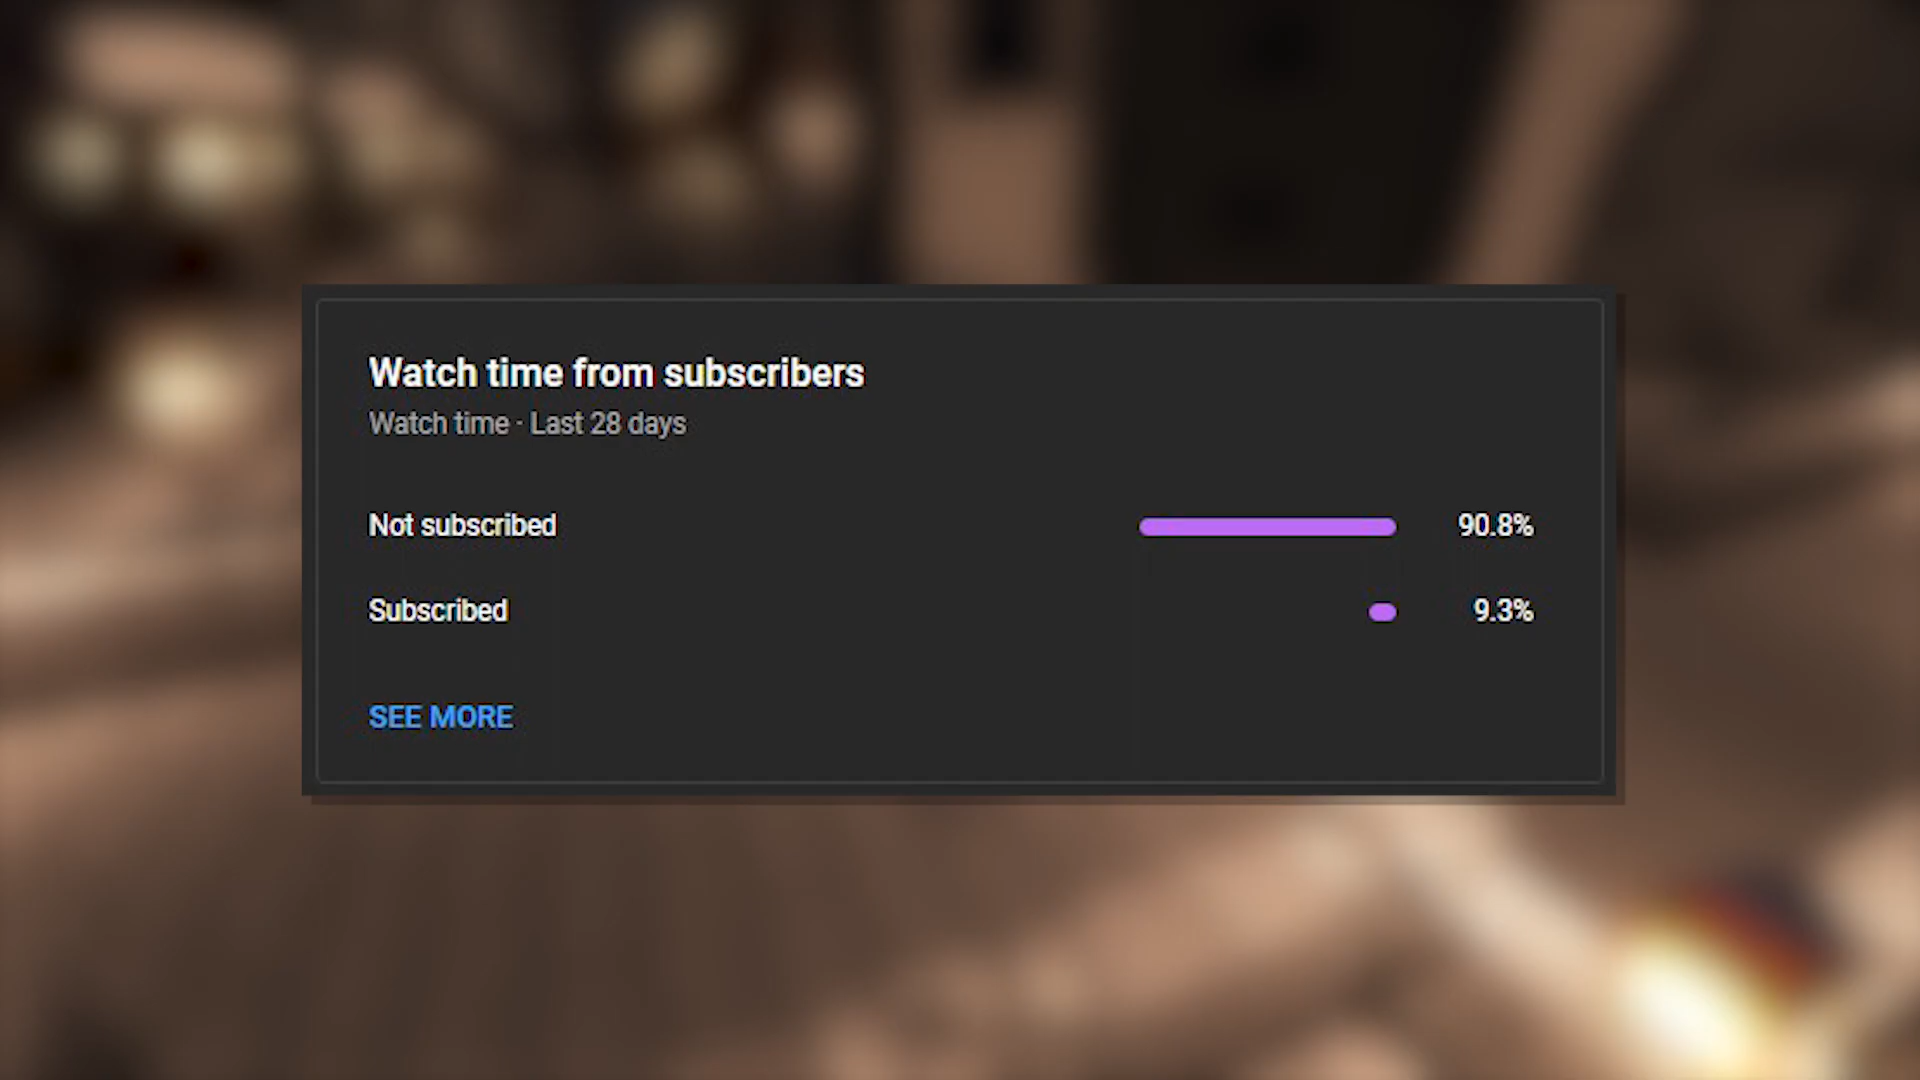 Watch time from subscribers
Watch time · Last 28 days
Not subscribed 90.8%
Subscribed 9.3%
SEE MORE